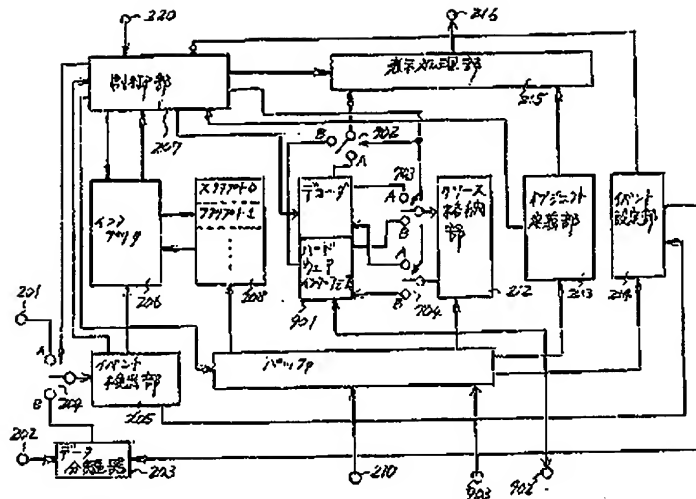 220
216
制御部
207
表示処理部
215
B
902
A
インタ
プリタ
206
スクリプト0
スクリプト1
208
デコーダ
ハード
ウェア
インターフェイス
901
A
703
B
A
B
704
リソース
格納部
212
オブジェクト
定義部
213
イベント
設定部
214
201
A
B
204
イベント
検出部
205
バッファ
202
データ
分離器
203
210
903
902